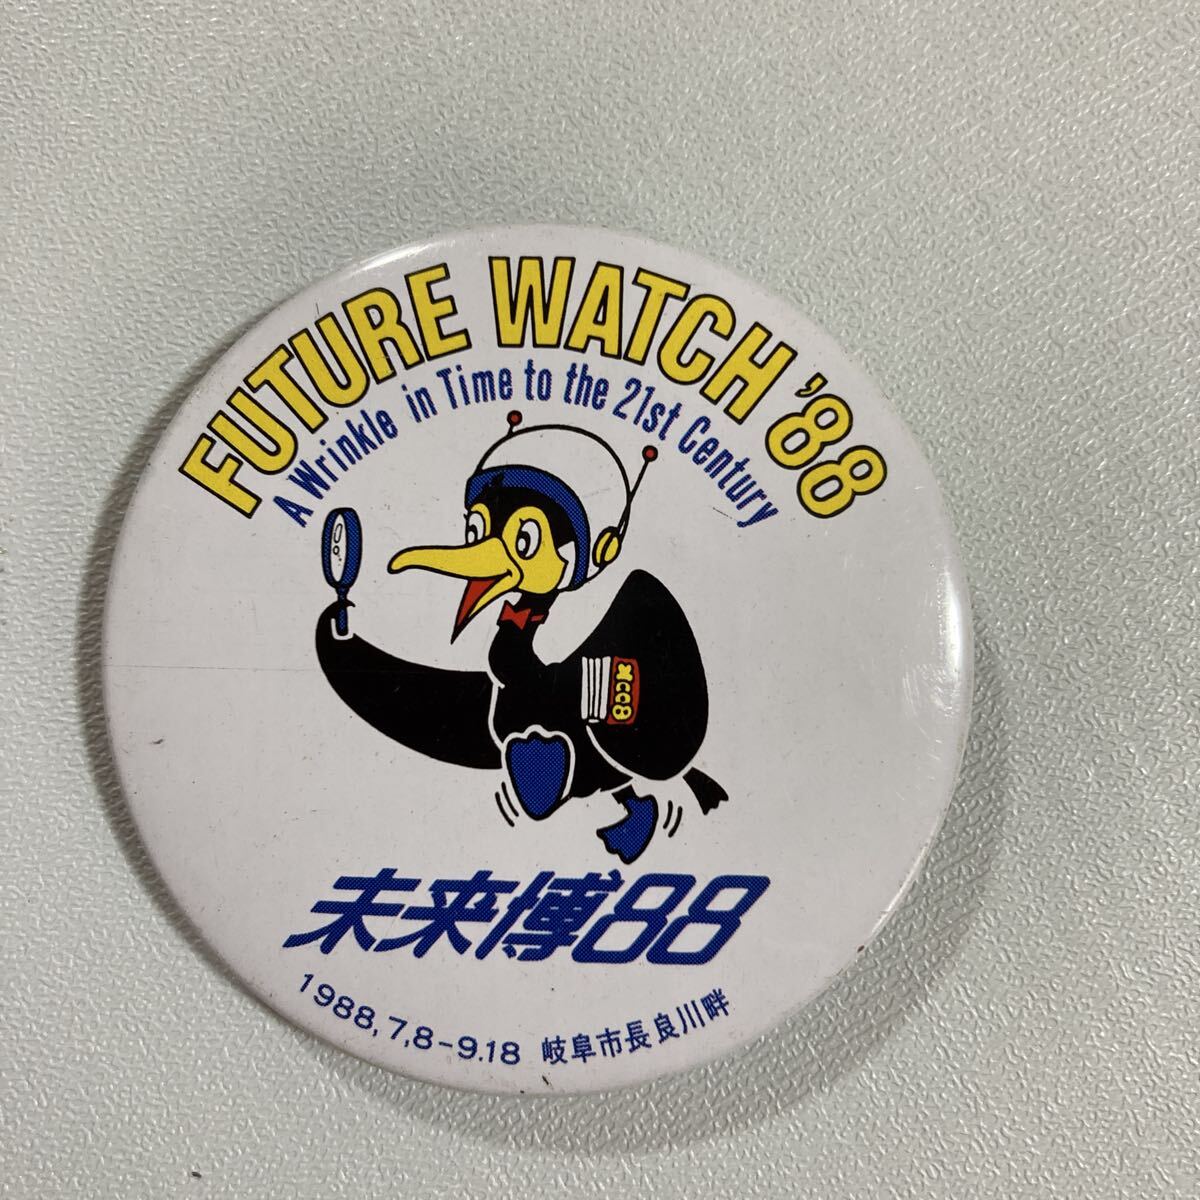 FUTURE WATCH '88
A Wrinkle in Time to the 21st Century
未来博88
1988,7,8-9.18 岐阜市長良川畔